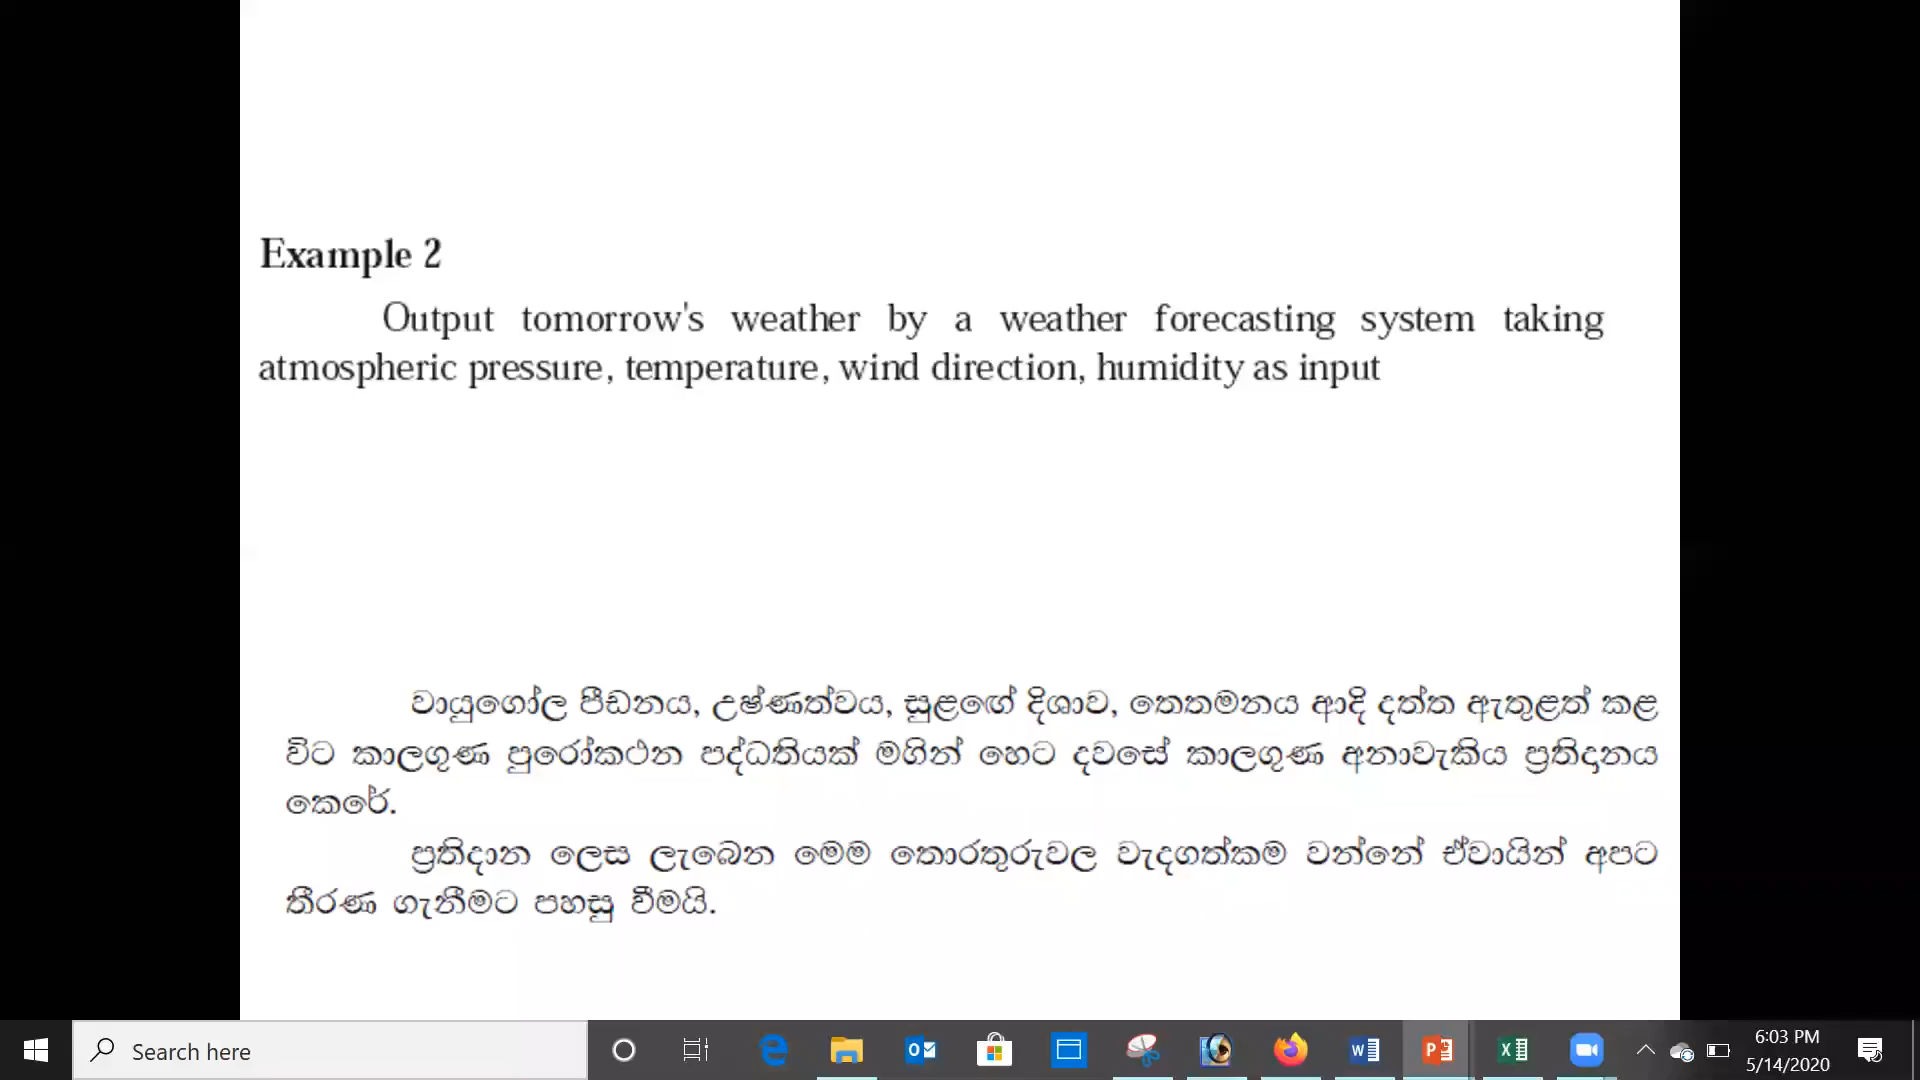 Example 2
Output tomorrow's weather by a weather forecasting system taking
atmospheric pressure, temperature, wind direction, humidity as input
වායුගෝල පීඩනය, උෂ්ණත්වය, සුළඟේ දිශාව, තෙතමනය ආදි දත්ත ඇතුළත් කළ
විට කාලගුණ පුරෝකථන පද්ධතියක් මගින් හෙට දවසේ කාලගුණ අනාවැකිය ප්‍රතිදානය
කෙරේ.
ප්‍රතිදාන ලෙස ලැබෙන මෙම තොරතුරුවල වැදගත්කම වන්නේ ඒවායින් අපට
තීරණ ගැනීමට පහසු වීමයි.
Search here
6:03 PM
5/14/2020